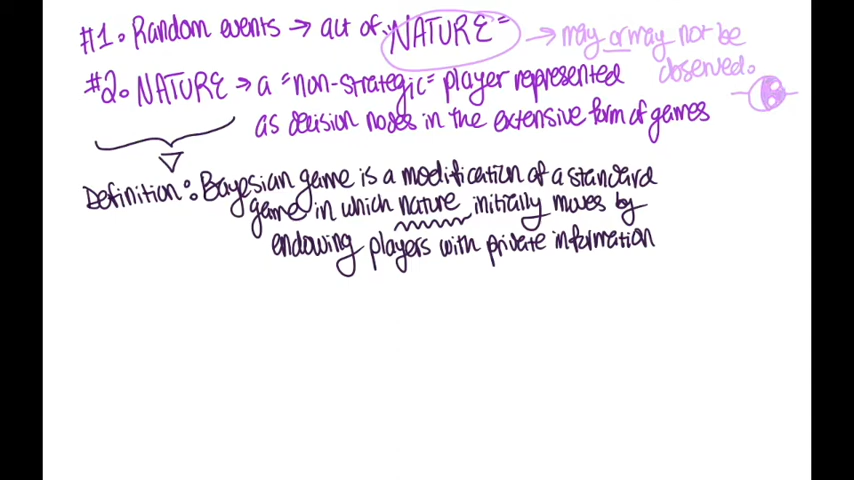 #1. Random events → act of "NATURE" → may or may not be
observed.
#2. NATURE → a "non-strategic" player represented
as decision nodes in the extensive form of games
Definition: Bayesian game is a modification of a standard
game in which nature initially moves by
endowing players with private information